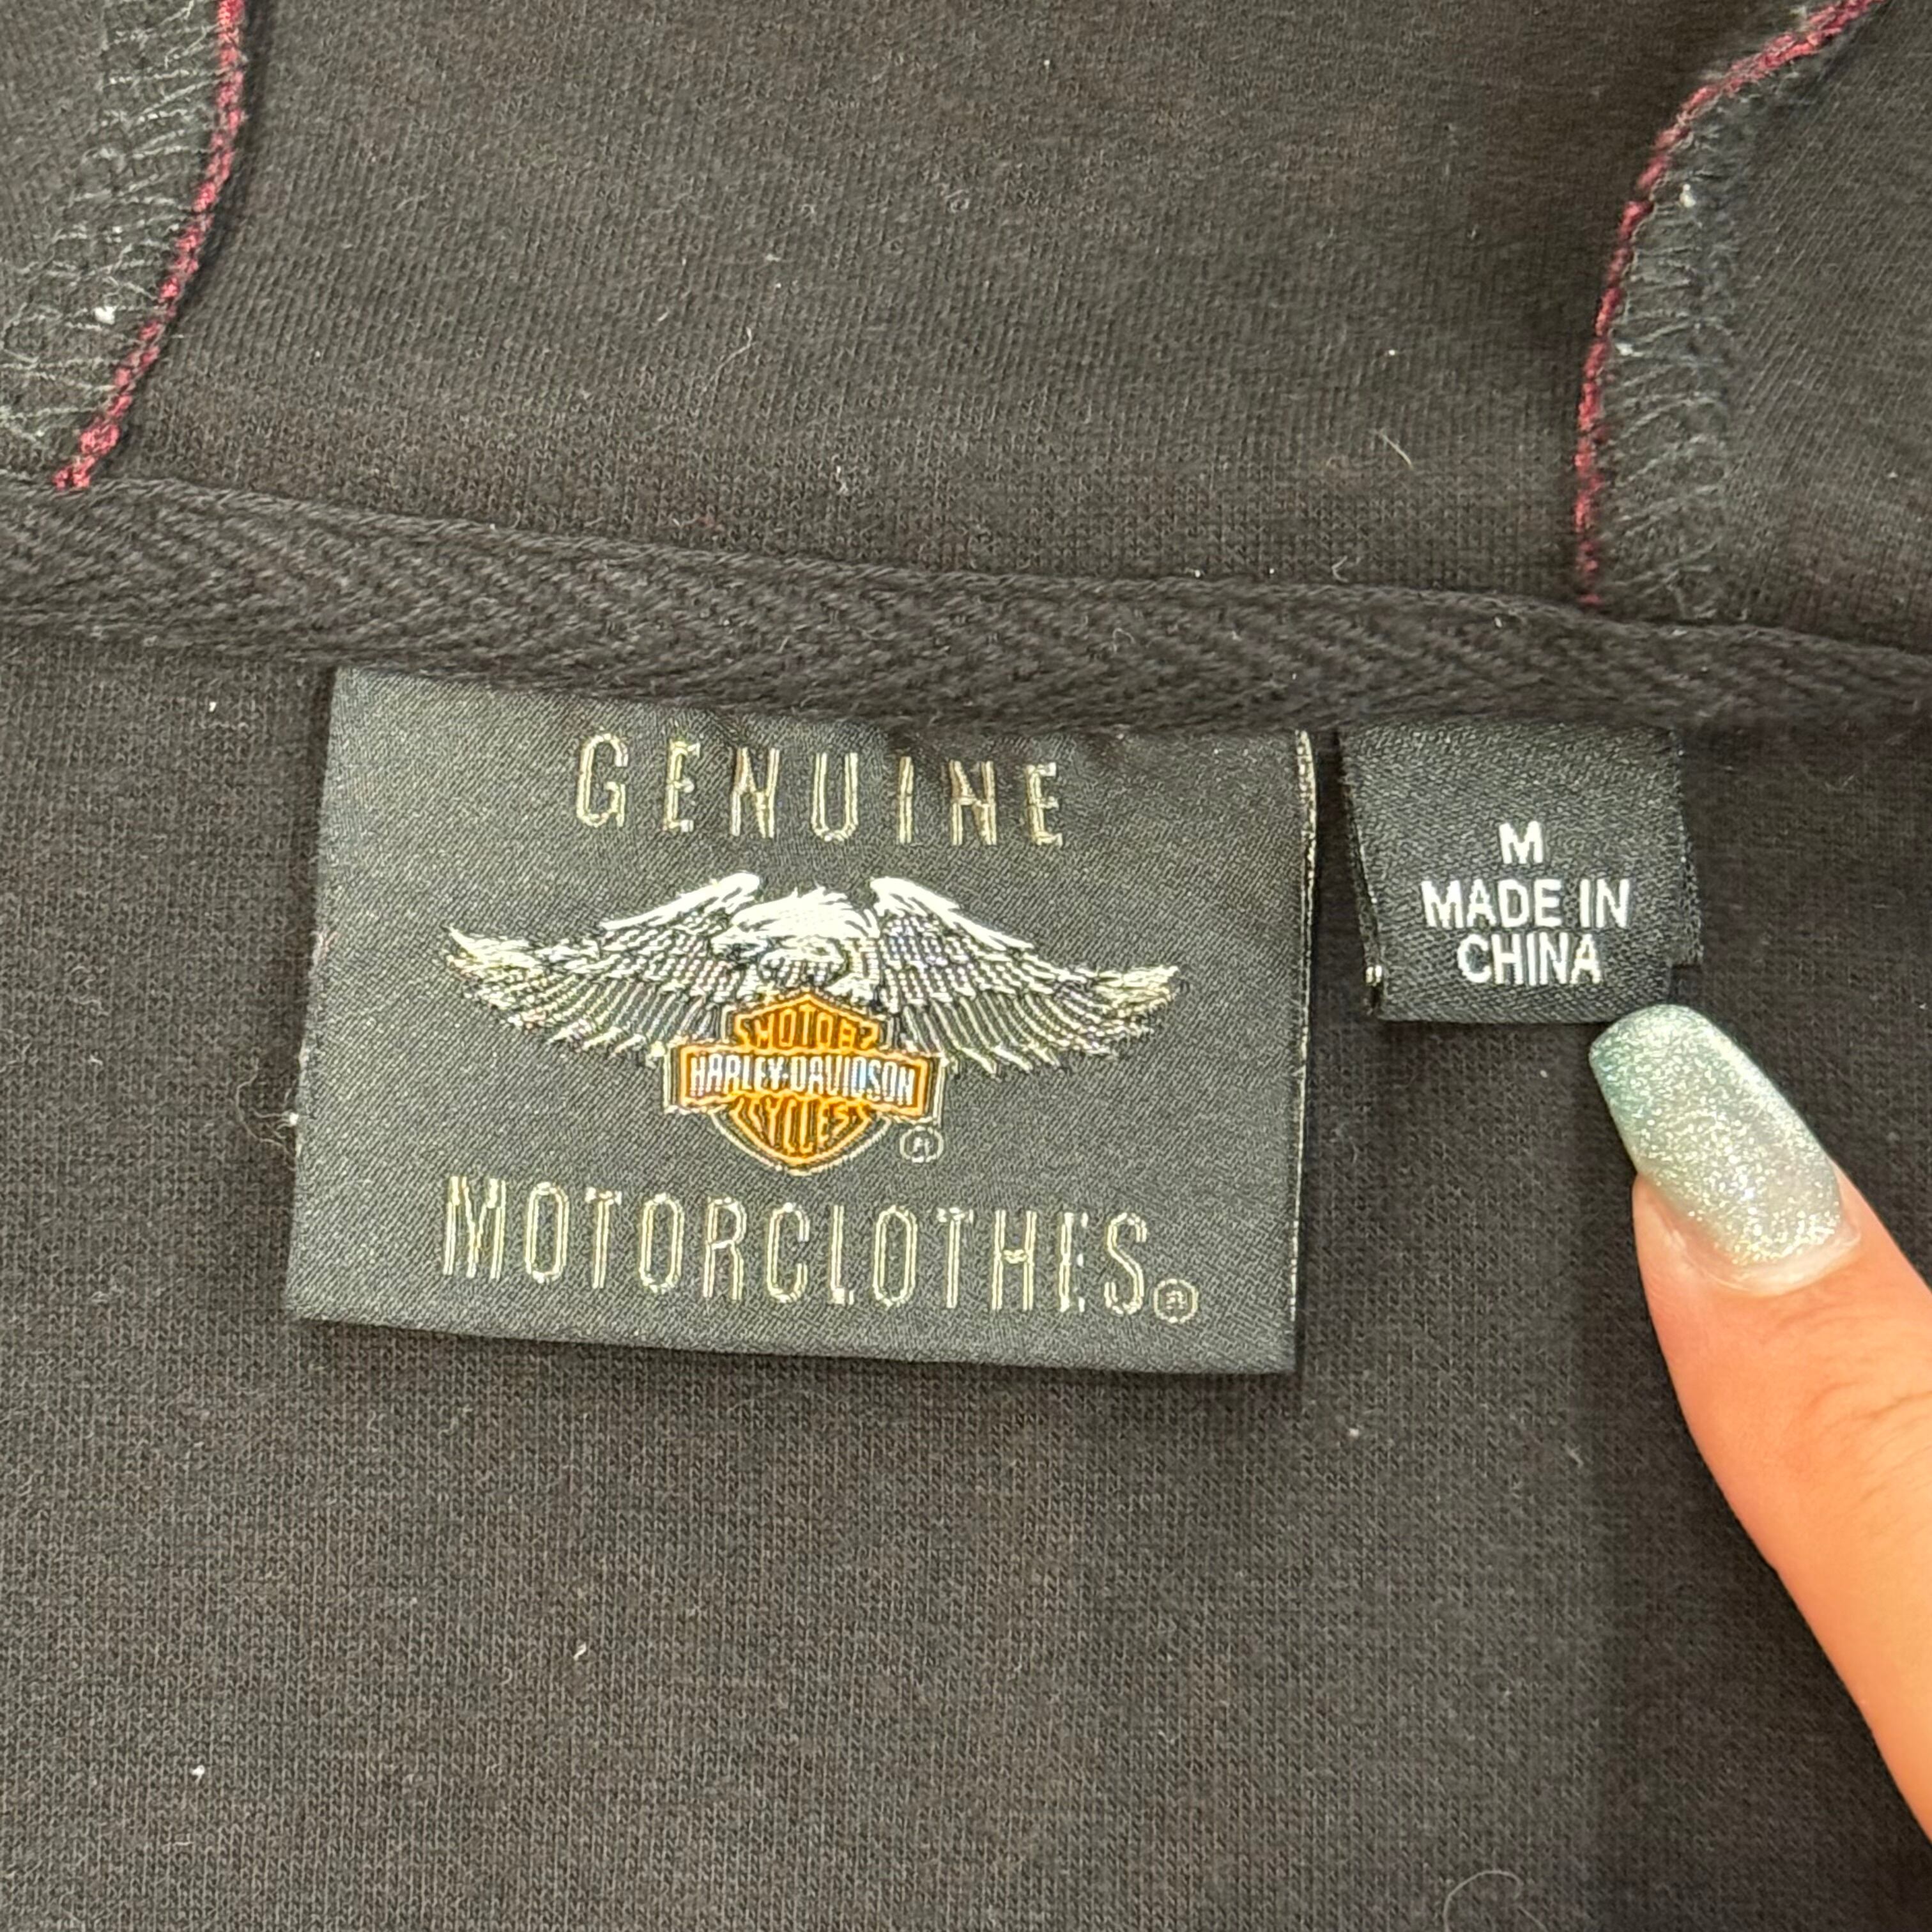 GENUINE
MOTOR
HARLEY-DAVIDSON
CYCLES
®
MOTORCLOTHES®
M
MADE IN
CHINA